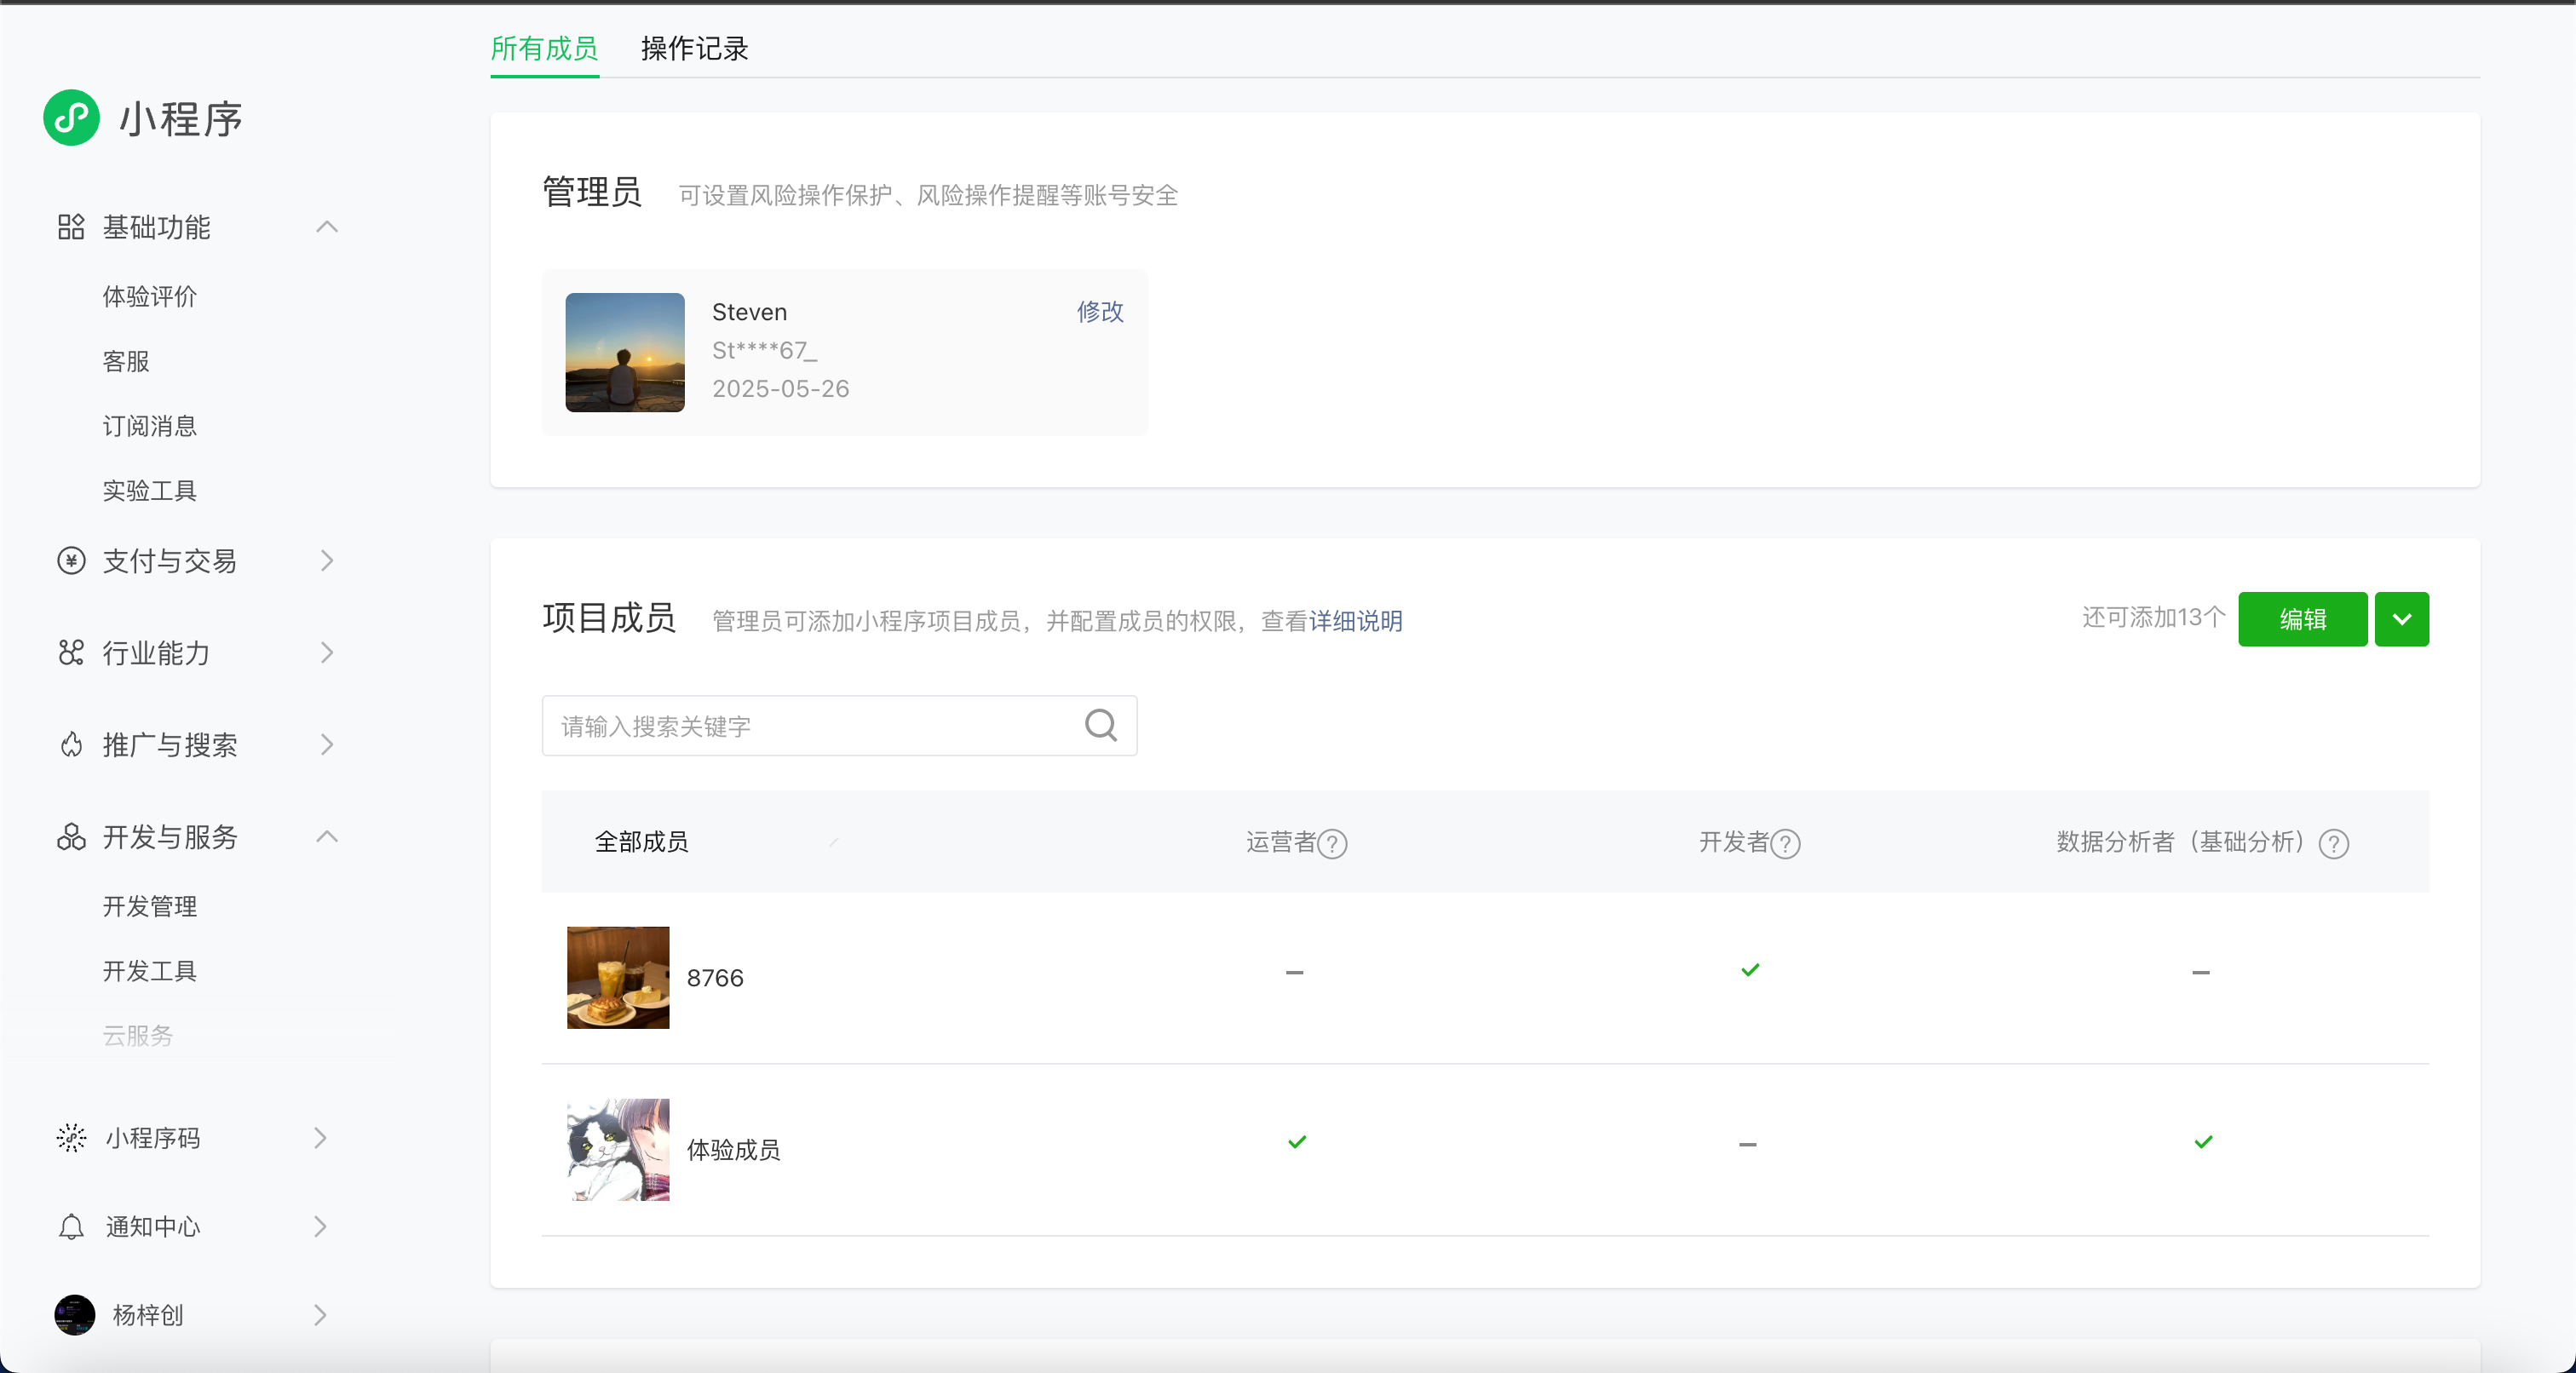 所有成员 操作记录
小程序
基础功能
体验评价
客服
订阅消息
实验工具
支付与交易
行业能力
推广与搜索
开发与服务
开发管理
开发工具
云服务
小程序码
通知中心
杨梓创
管理员 可设置风险操作保护、风险操作提醒等账号安全
Steven 修改
St****67_
2025-05-26
项目成员 管理员可添加小程序项目成员，并配置成员的权限，查看详细说明 还可添加13个 编辑
请输入搜索关键字
全部成员 运营者? 开发者? 数据分析者（基础分析）?
8766
体验成员